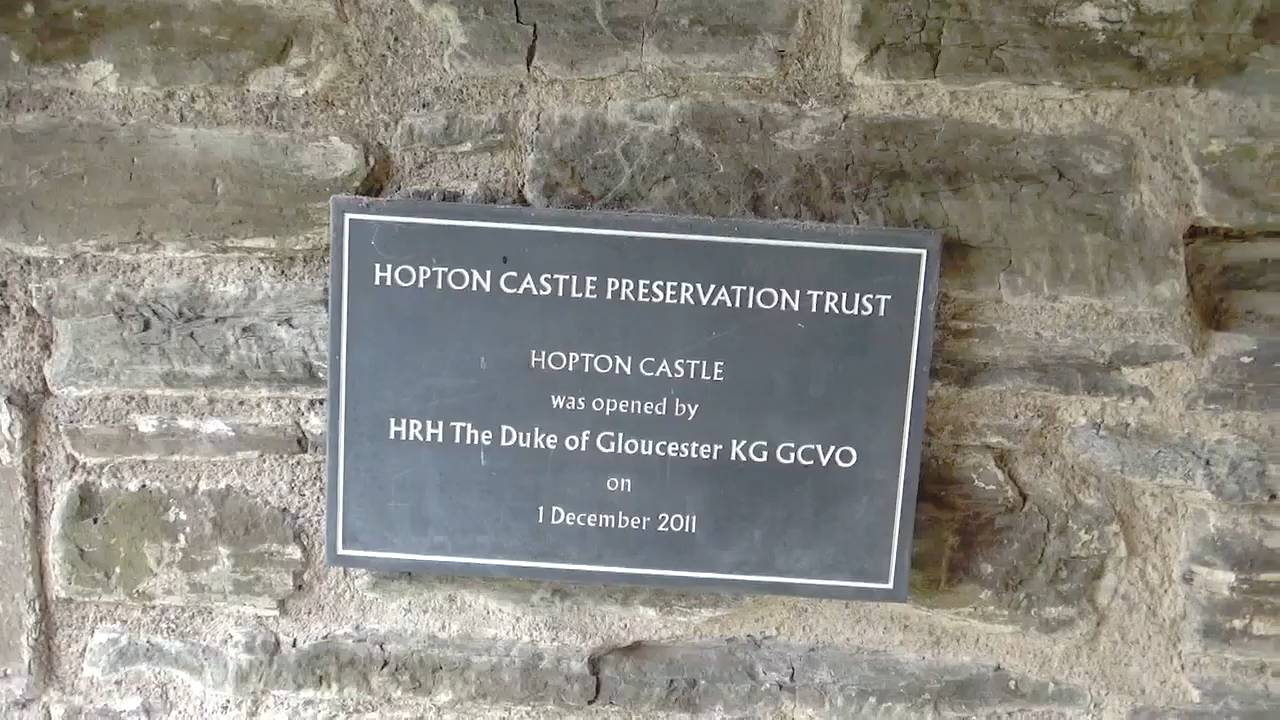 HOPTON CASTLE PRESERVATION TRUST
HOPTON CASTLE
was opened by
HRH The Duke of Gloucester KG GCVO
on
1 December 2011